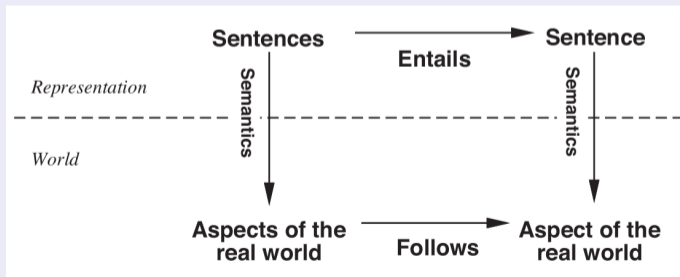 Sentences
Entails
Sentence
Semantics
Semantics
Representation
World
Aspects of the
real world
Follows
Aspect of the
real world